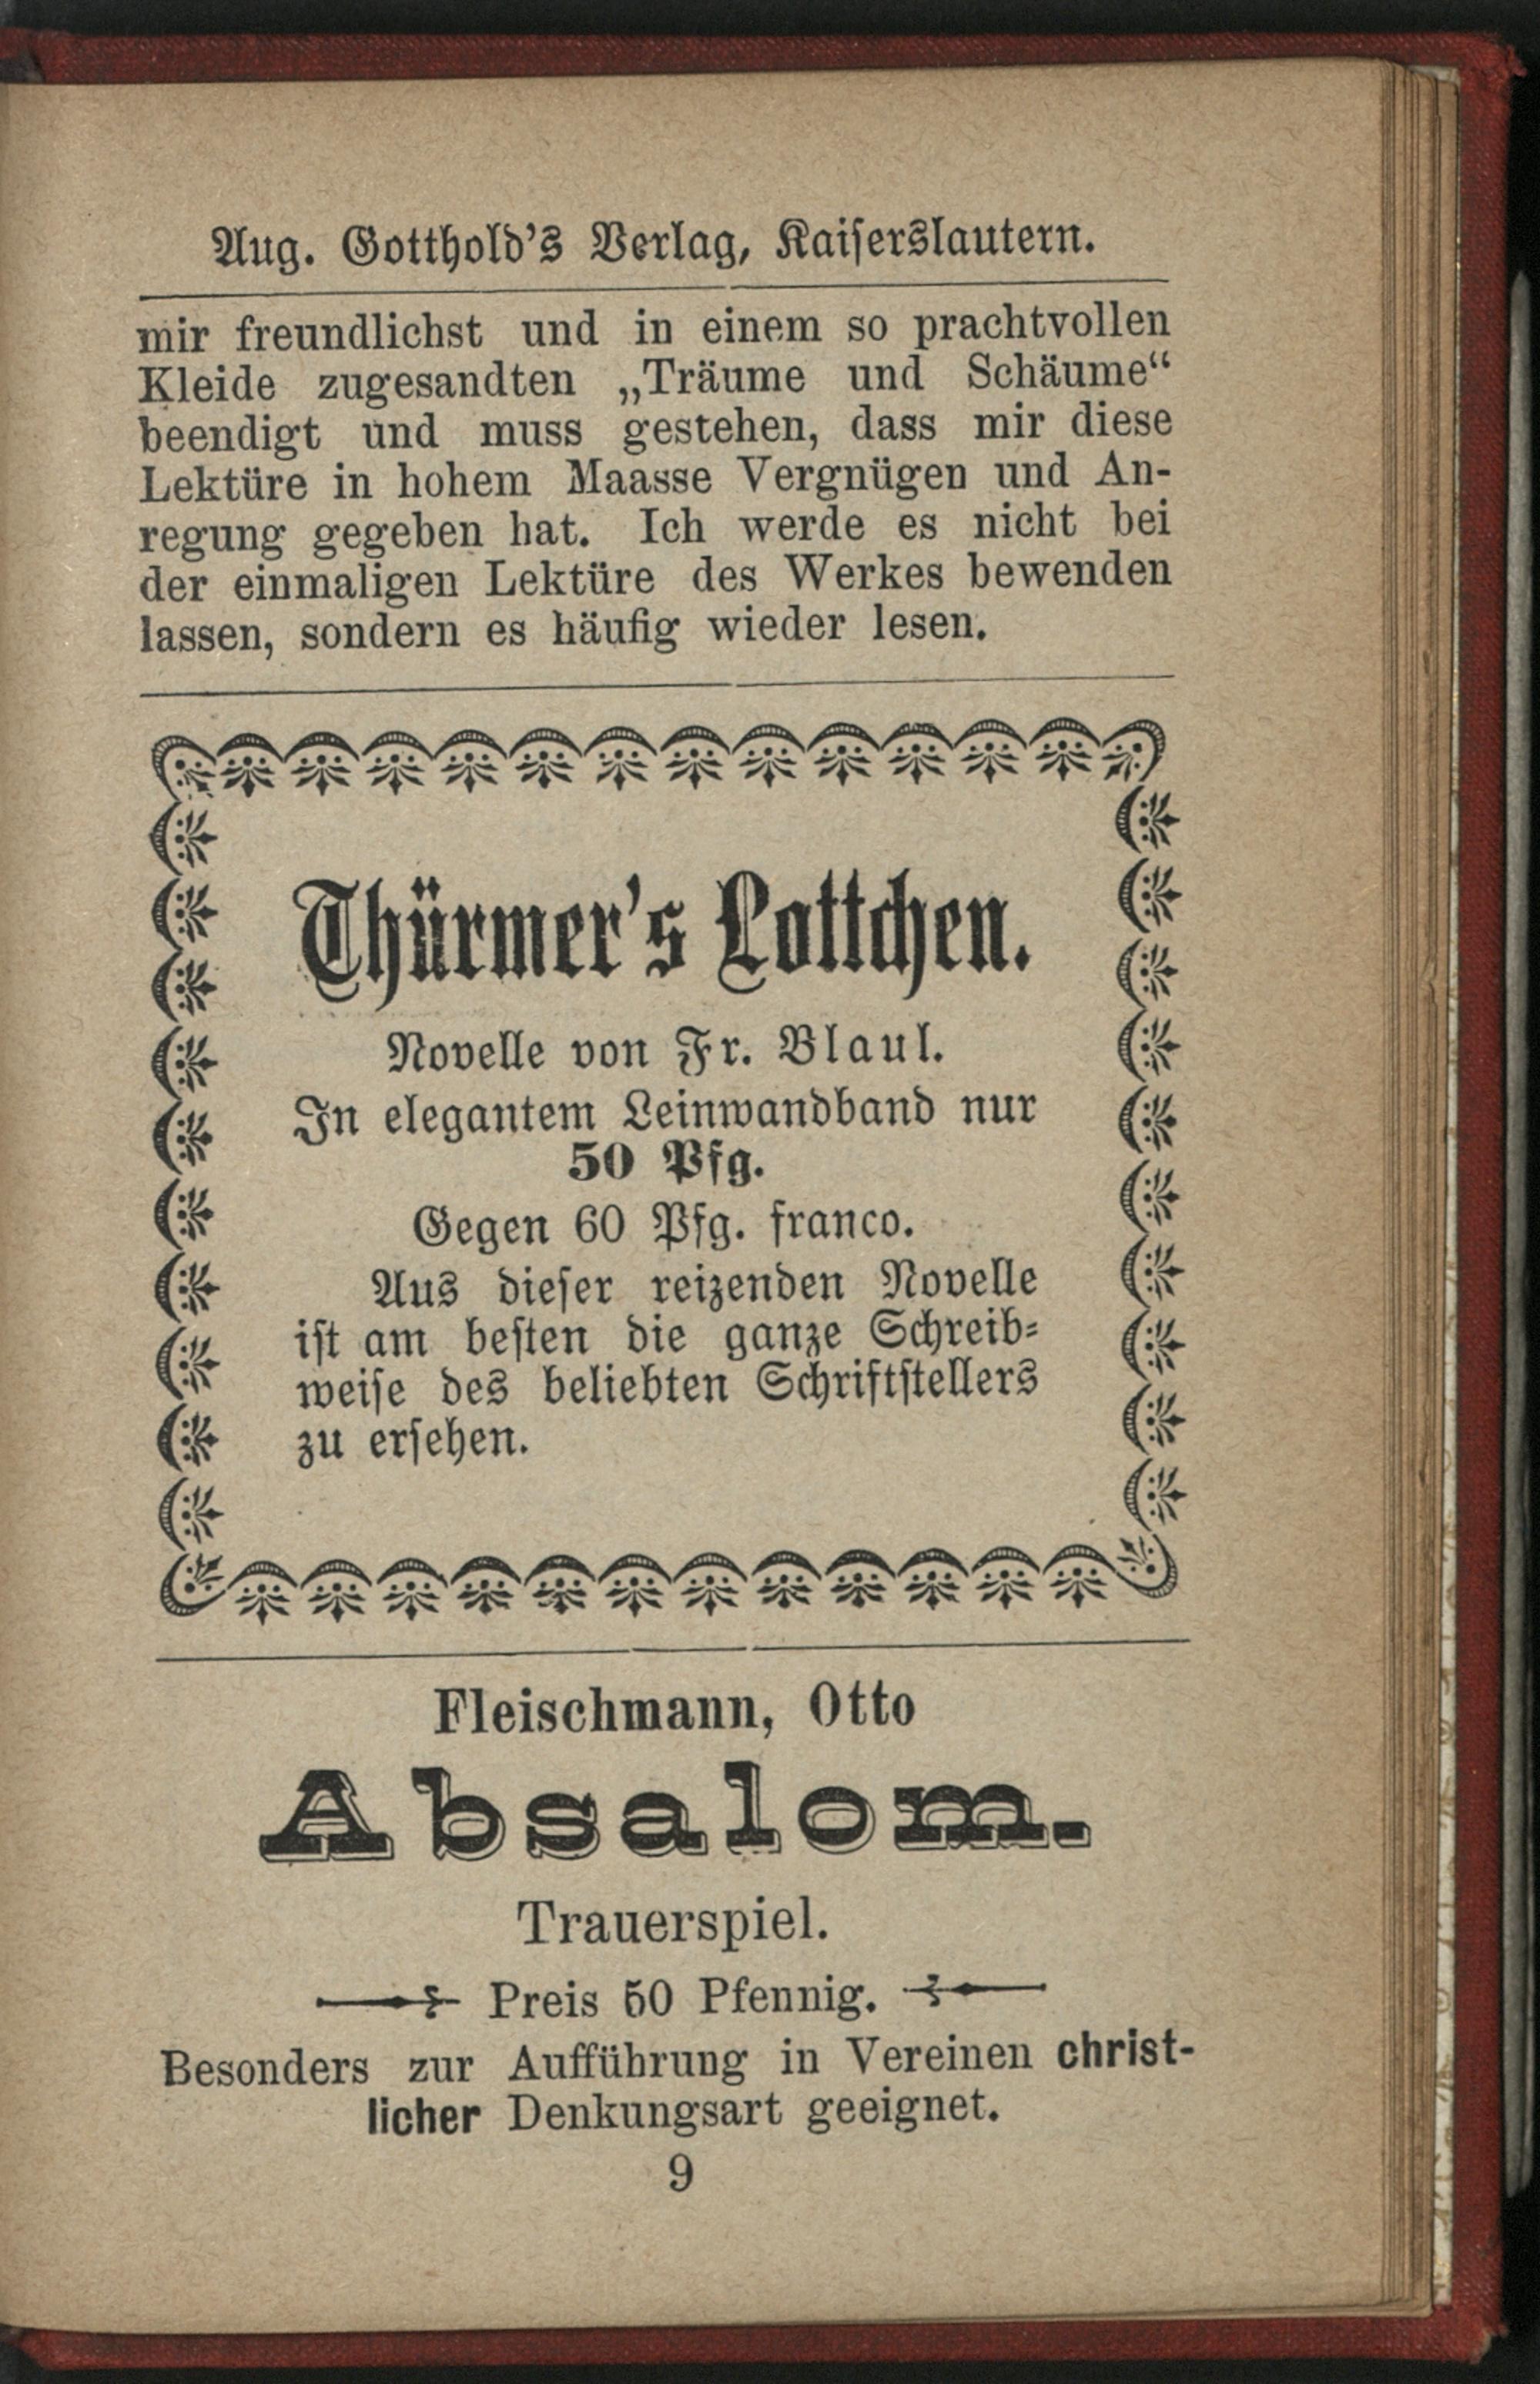 Aug. Gotthold's Verlag, Kaiserslautern.
mir freundlichst und in einem so prachtvollen
Kleide zugesandten „Träume und Schäume“
beendigt und muss gestehen, dass mir diese
Lektüre in hohem Maasse Vergnügen und An-
regung gegeben hat. Ich werde es nicht bei
der einmaligen Lektüre des Werkes bewenden
lassen, sondern es häufig wieder lesen.
Thürmer's Lottchen.
Novelle von Fr. Blaul.
In elegantem Leinwandband nur
50 Pfg.
Gegen 60 Pfg. franco.
Aus dieser reizenden Novelle
ist am besten die ganze Schreib-
weise des beliebten Schriftstellers
zu ersehen.
Fleischmann, Otto
Absalom.
Trauerspiel.
Preis 50 Pfennig.
Besonders zur Aufführung in Vereinen christ-
licher Denkungsart geeignet.
9